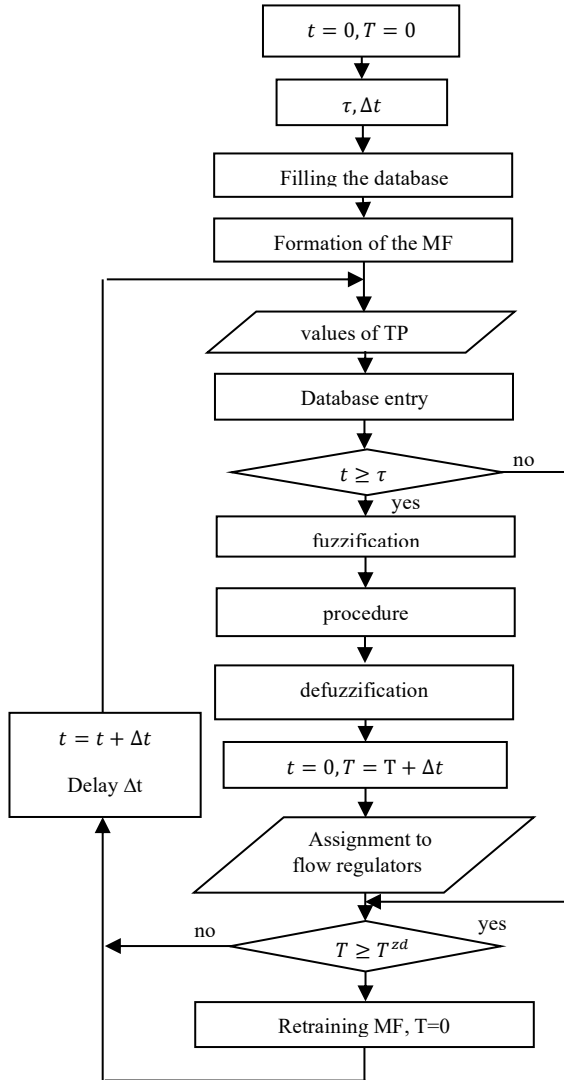 t = 0, T = 0
τ, Δt
Filling the database
Formation of the MF
values of TP
Database entry
t ≥ τ
no
yes
fuzzification
procedure
defuzzification
t = t + Δt
Delay Δt
t = 0, T = T + Δt
Assignment to
flow regulators
no
yes
T ≥ T^{zd}
Retraining MF, T=0